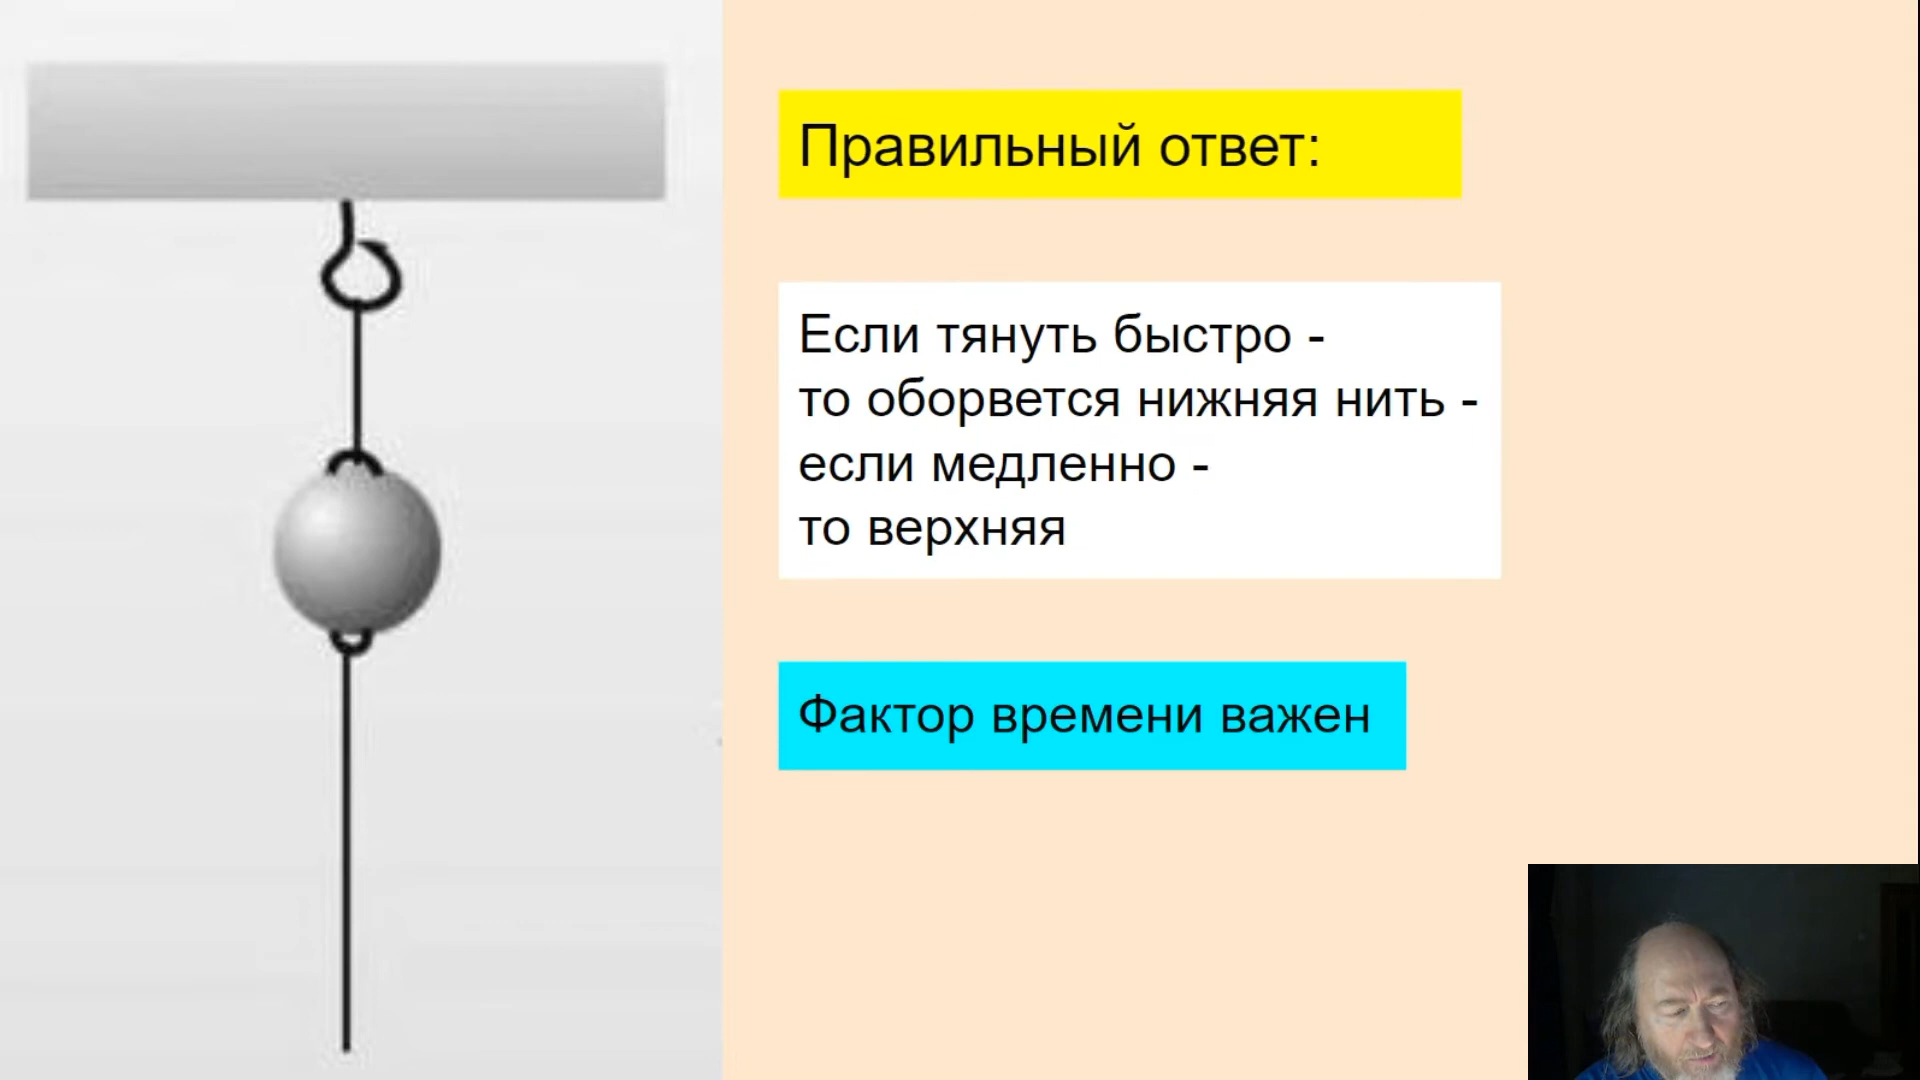 Правильный ответ:
Если тянуть быстро -
то оборвется нижняя нить -
если медленно -
то верхняя
Фактор времени важен